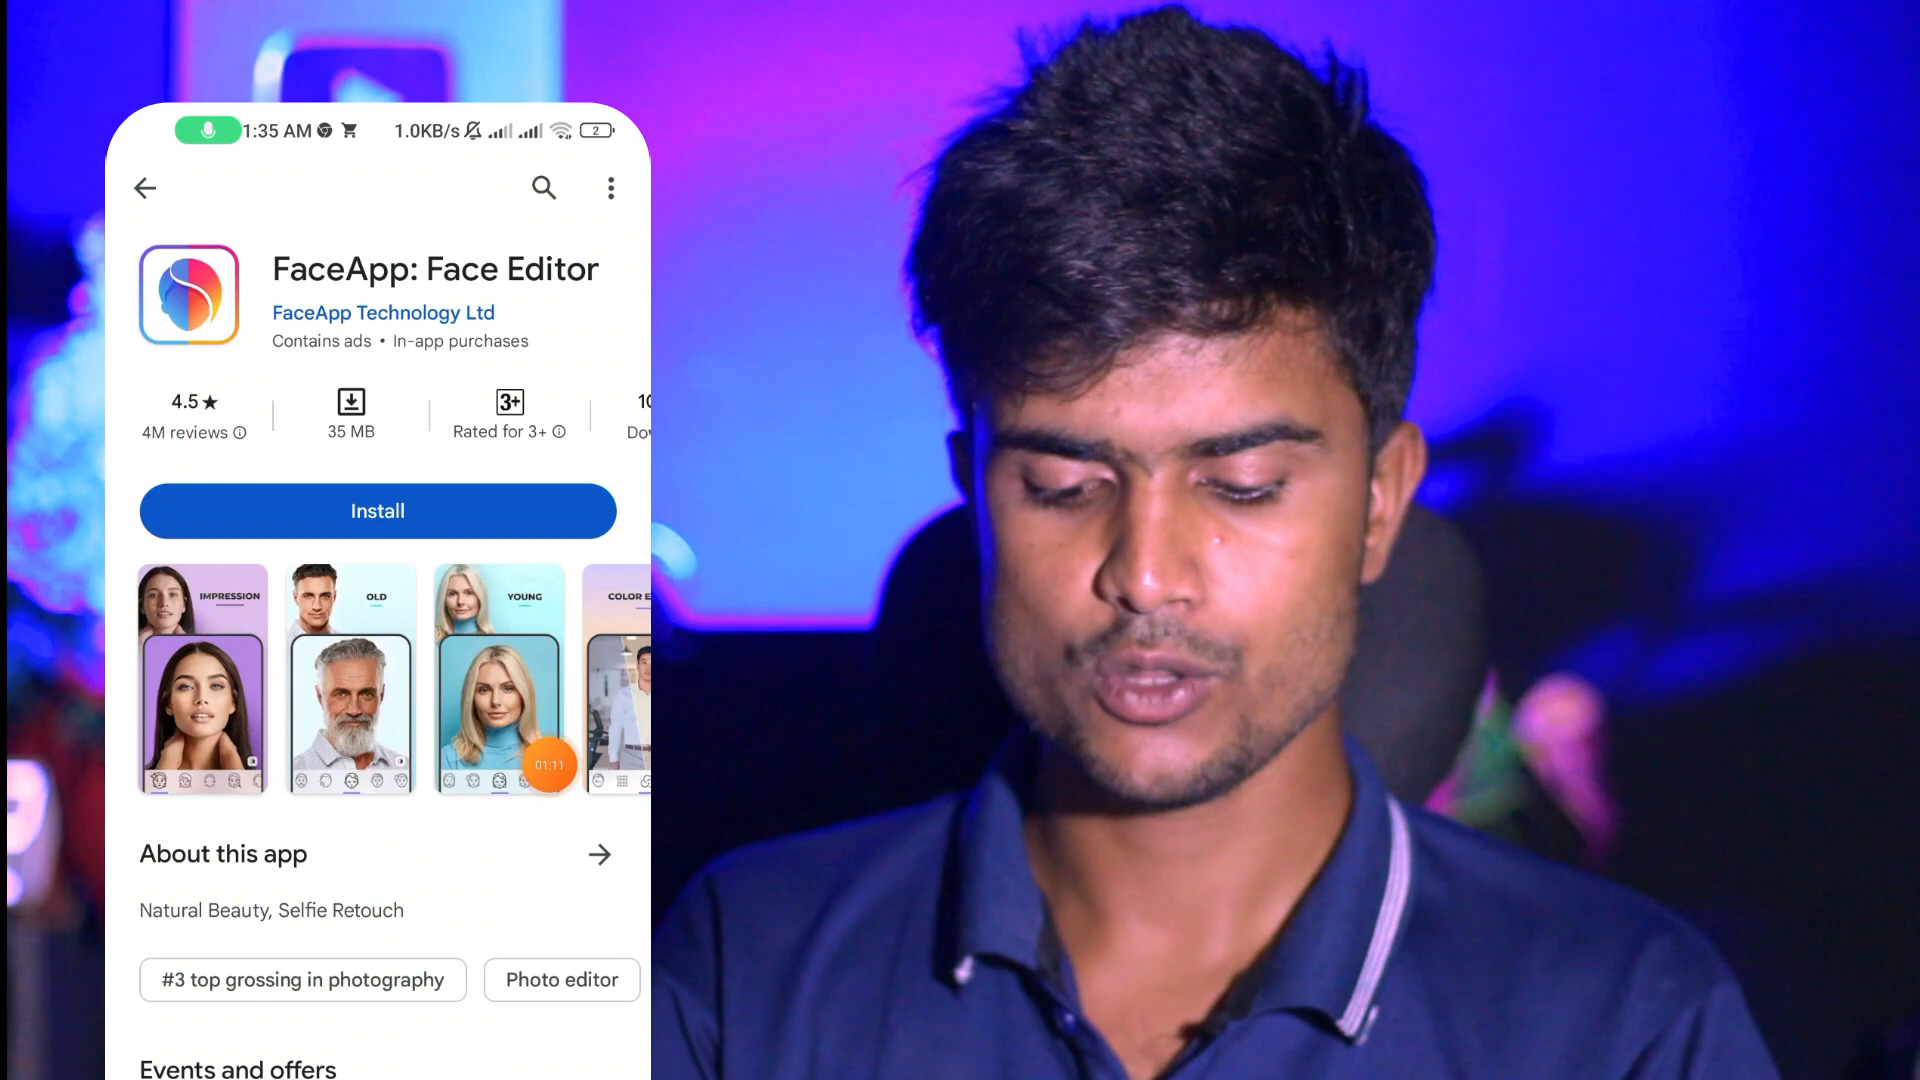 1:35 AM 1.0KB/s 2
FaceApp: Face Editor
FaceApp Technology Ltd
Contains ads • In-app purchases
4.5★ 3+
4M reviews 35 MB Rated for 3+
Install
IMPRESSION OLD YOUNG COLOR E
01:11
About this app
Natural Beauty, Selfie Retouch
#3 top grossing in photography Photo editor
Events and offers